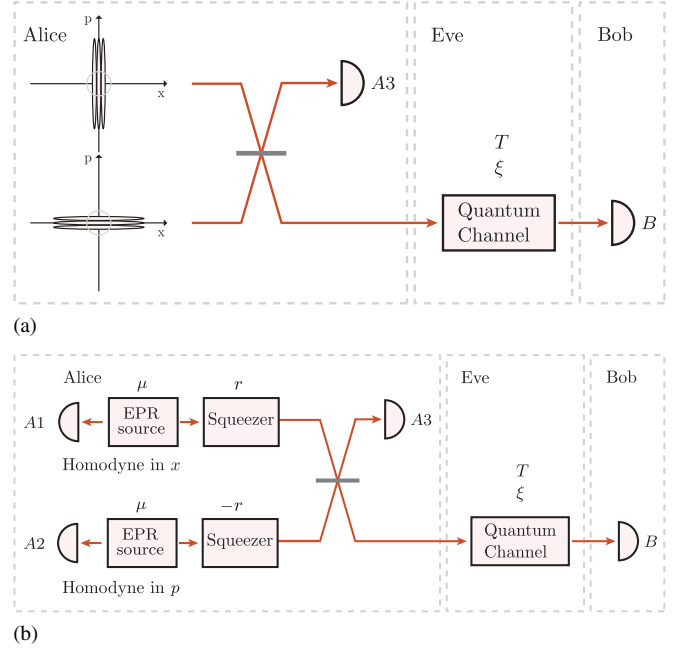 Alice
Eve
Bob
p
x
A3
T
ξ
p
x
Quantum
Channel
B
(a)
Alice
μ
r
Eve
Bob
A1
EPR
source
Squeezer
A3
Homodyne in x
T
ξ
μ
−r
A2
EPR
source
Squeezer
Quantum
Channel
B
Homodyne in p
(b)